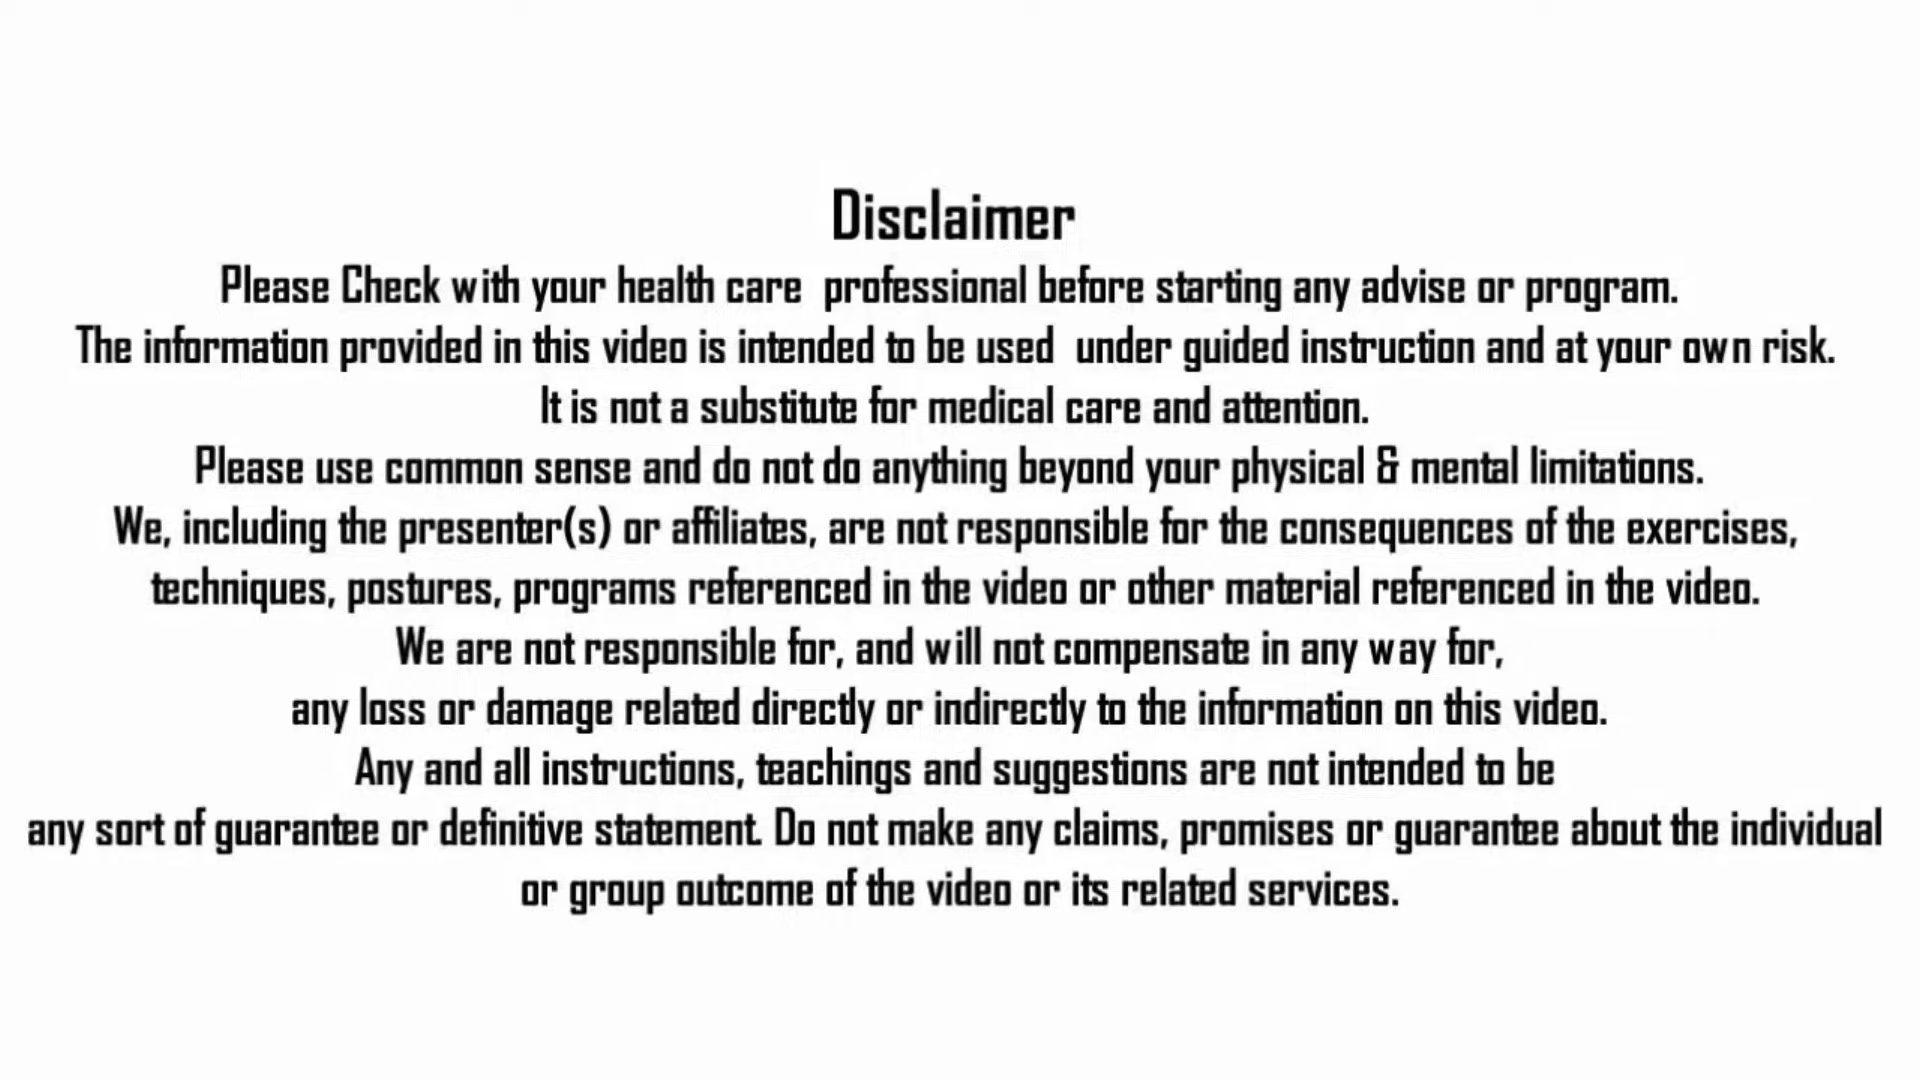 Disclaimer
Please Check with your health care professional before starting any advise or program.
The information provided in this video is intended to be used under guided instruction and at your own risk.
It is not a substitute for medical care and attention.
Please use common sense and do not do anything beyond your physical & mental limitations.
We, including the presenter(s) or affiliates, are not responsible for the consequences of the exercises,
techniques, postures, programs referenced in the video or other material referenced in the video.
We are not responsible for, and will not compensate in any way for,
any loss or damage related directly or indirectly to the information on this video.
Any and all instructions, teachings and suggestions are not intended to be
any sort of guarantee or definitive statement. Do not make any claims, promises or guarantee about the individual
or group outcome of the video or its related services.